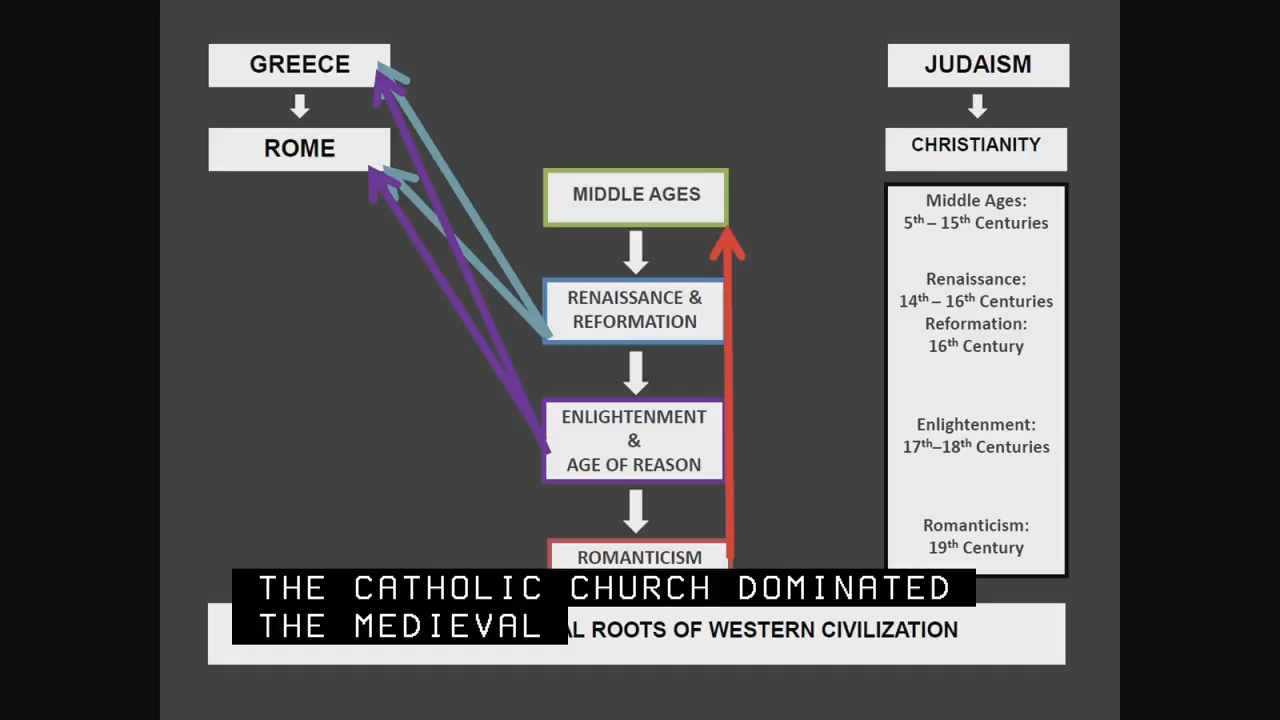 GREECE
ROME
JUDAISM
CHRISTIANITY
MIDDLE AGES
RENAISSANCE &
REFORMATION
ENLIGHTENMENT
&
AGE OF REASON
ROMANTICISM
Middle Ages:
5th – 15th Centuries
Renaissance:
14th – 16th Centuries
Reformation:
16th Century
Enlightenment:
17th–18th Centuries
Romanticism:
19th Century
THE CATHOLIC CHURCH DOMINATED
THE MEDIEVAL
ROOTS OF WESTERN CIVILIZATION